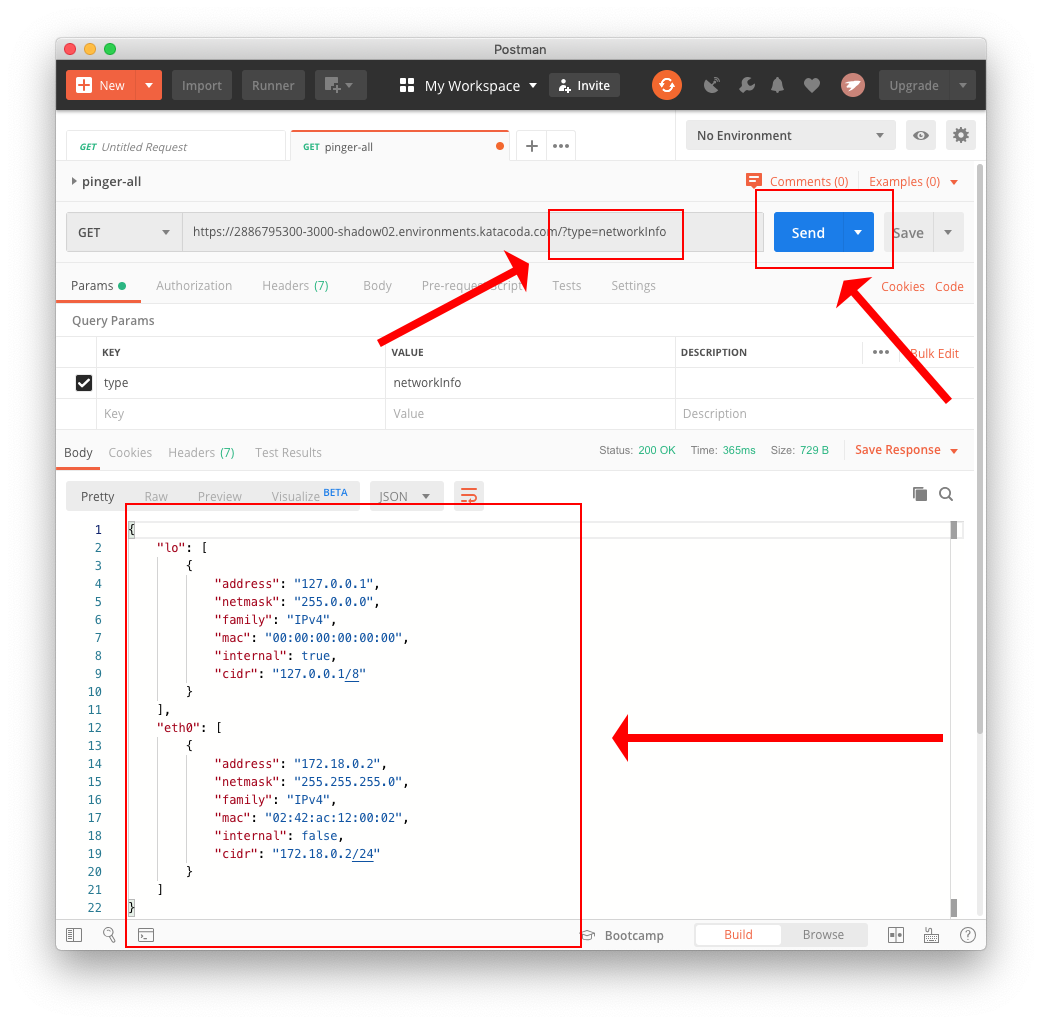 Postman
New Import Runner My Workspace Invite Upgrade
GET Untitled Request GET pinger-all + ••• No Environment
pinger-all Comments (0) Examples (0)
GET https://2886795300-3000-shadow02.environments.katacoda.com/?type=networkInfo Send Save
Params Authorization Headers (7) Body Pre-request Script Tests Settings Cookies Code
Query Params
KEY VALUE DESCRIPTION ••• Bulk Edit
type networkInfo
Key Value Description
Body Cookies Headers (7) Test Results Status: 200 OK Time: 365ms Size: 729 B Save Response
Pretty Raw Preview Visualize BETA JSON
1 {
2 "lo": [
3 {
4 "address": "127.0.0.1",
5 "netmask": "255.0.0.0",
6 "family": "IPv4",
7 "mac": "00:00:00:00:00:00",
8 "internal": true,
9 "cidr": "127.0.0.1/8"
10 }
11 ],
12 "eth0": [
13 {
14 "address": "172.18.0.2",
15 "netmask": "255.255.255.0",
16 "family": "IPv4",
17 "mac": "02:42:ac:12:00:02",
18 "internal": false,
19 "cidr": "172.18.0.2/24"
20 }
21 ]
22 }
Bootcamp Build Browse